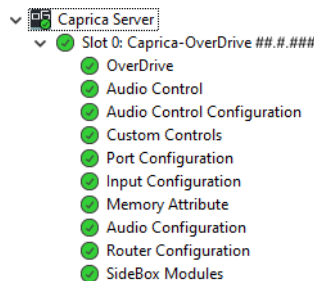 Caprica Server
Slot 0: Caprica-OverDrive ##.#.###
OverDrive
Audio Control
Audio Control Configuration
Custom Controls
Port Configuration
Input Configuration
Memory Attribute
Audio Configuration
Router Configuration
SideBox Modules